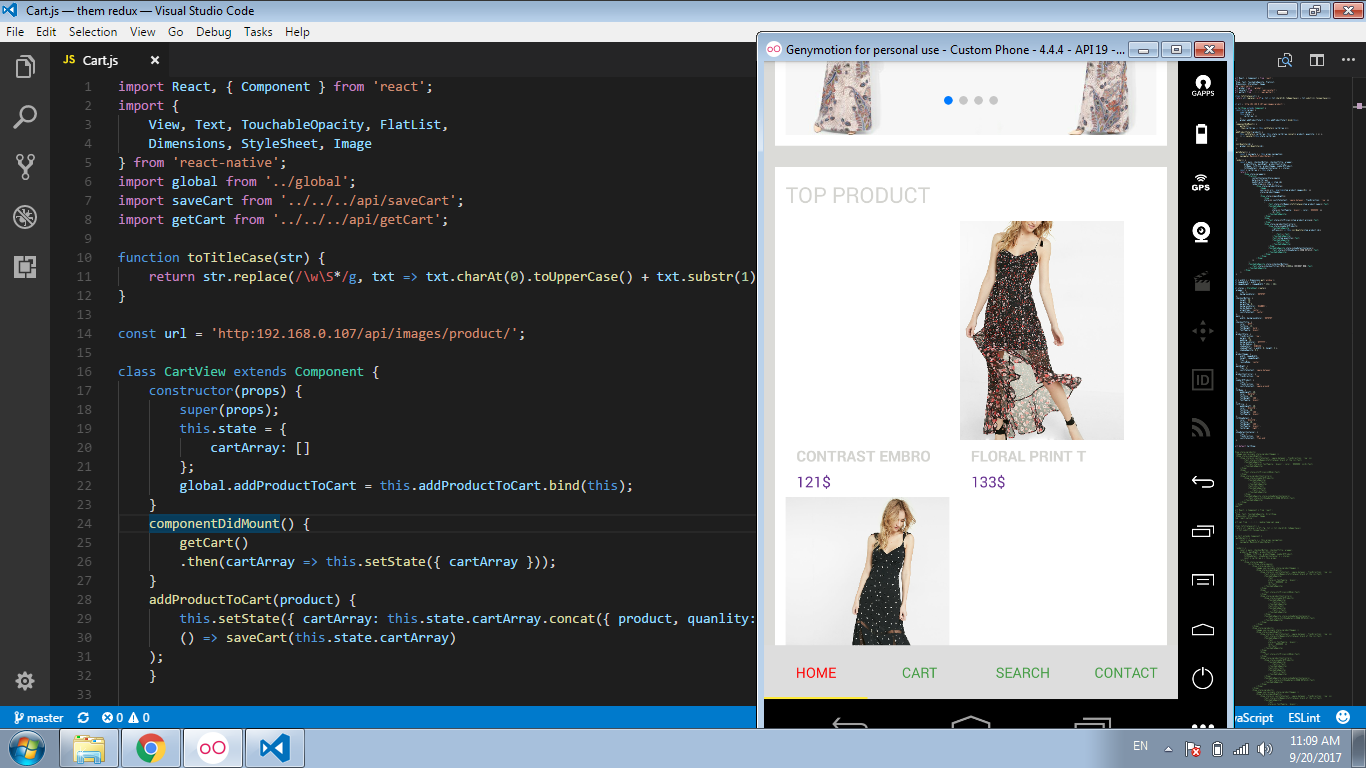 Cart.js — them redux — Visual Studio Code
File Edit Selection View Go Debug Tasks Help
JS Cart.js
1 import React, { Component } from 'react';
2 import {
3 View, Text, TouchableOpacity, FlatList,
4 Dimensions, StyleSheet, Image
5 } from 'react-native';
6 import global from '../global';
7 import saveCart from '../../../api/saveCart';
8 import getCart from '../../../api/getCart';
9
10 function toTitleCase(str) {
11 return str.replace(/\w\S*/g, txt => txt.charAt(0).toUpperCase() + txt.substr(1)
12 }
13
14 const url = 'http:192.168.0.107/api/images/product/';
15
16 class CartView extends Component {
17 constructor(props) {
18 super(props);
19 this.state = {
20 cartArray: []
21 };
22 global.addProductToCart = this.addProductToCart.bind(this);
23 }
24 componentDidMount() {
25 getCart()
26 .then(cartArray => this.setState({ cartArray }));
27 }
28 addProductToCart(product) {
29 this.setState({ cartArray: this.state.cartArray.concat({ product, quanlity:
30 () => saveCart(this.state.cartArray)
31 );
32 }
33
master 0 0
vaScript ESLint
Genymotion for personal use - Custom Phone - 4.4.4 - API 19 -...
TOP PRODUCT
CONTRAST EMBRO FLORAL PRINT T
121$ 133$
HOME CART SEARCH CONTACT
GAPPS
GPS
ID
EN
11:09 AM
9/20/2017